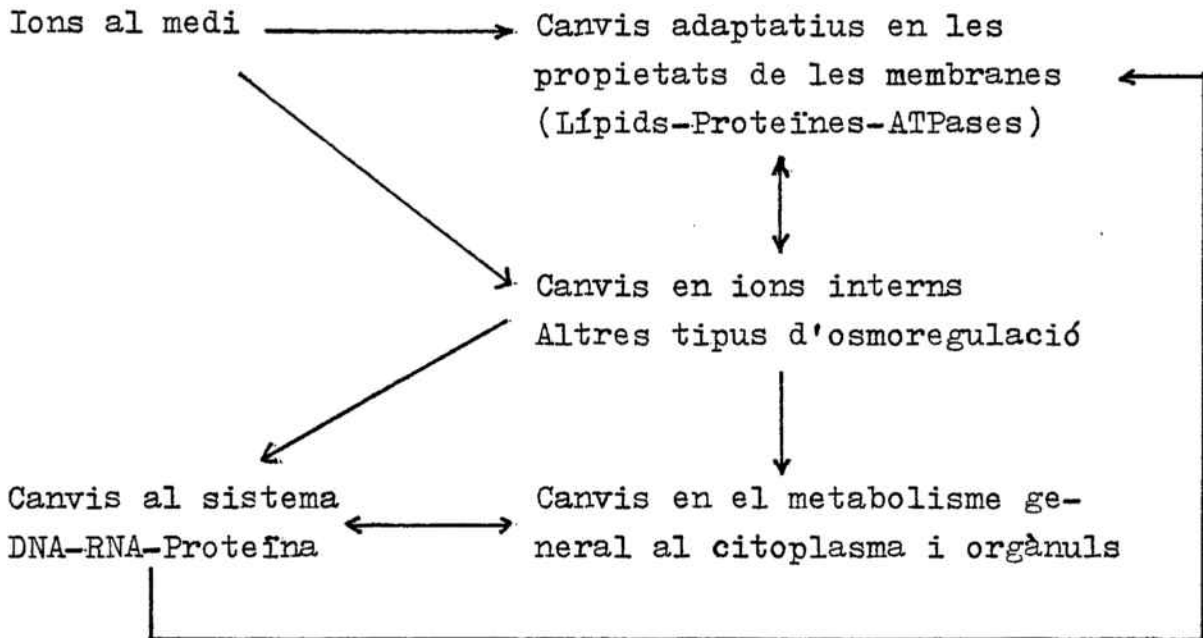 Ions al medi
Canvis adaptatius en les
propietats de les membranes
(Lípids-Proteïnes-ATPases)
Canvis en ions interns
Altres tipus d'osmoregulació
Canvis al sistema
DNA-RNA-Proteïna
Canvis en el metabolisme ge-
neral al citoplasma i orgànuls